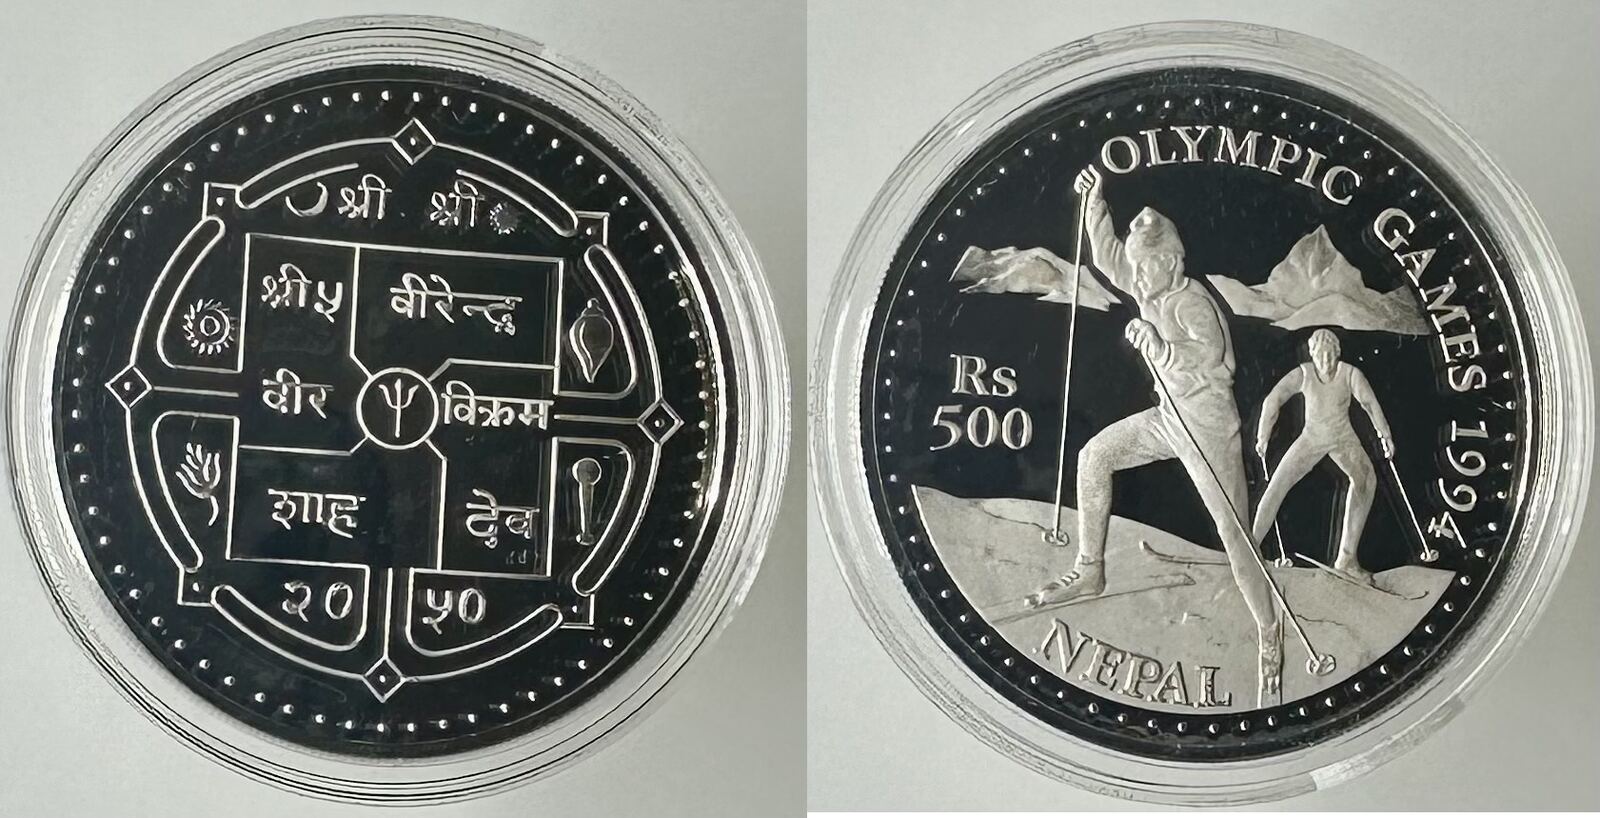 श्री श्री
श्री ५ वीरेन्द्र
वीर विक्रम
शाह देव
२० ५०
OLYMPIC GAMES 1994
Rs
500
NEPAL